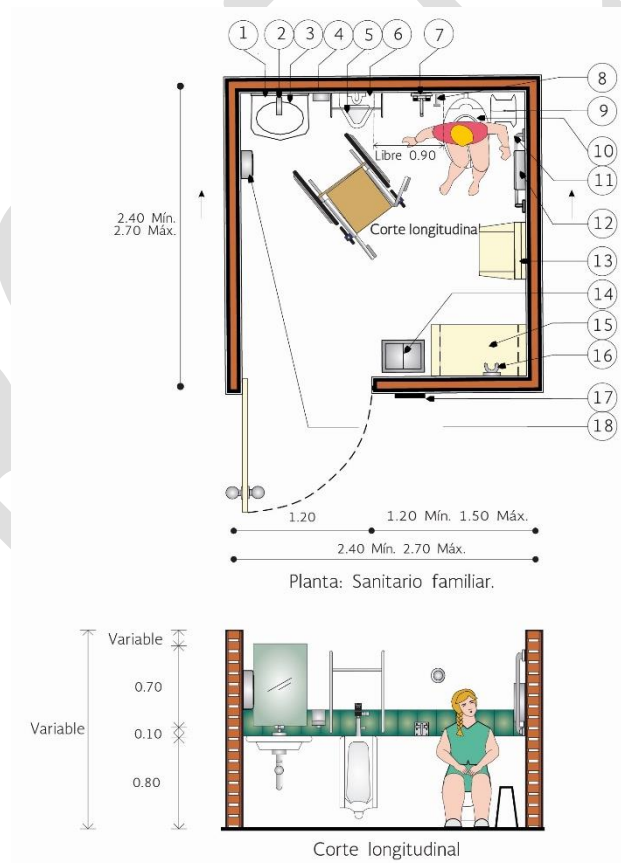 1 2 3 4 5 6 7
8
9
10
11
12
13
14
15
16
17
18
2.40 Mín.
2.70 Máx.
Libre 0.90
Corte longitudina
1.20
1.20 Mín. 1.50 Máx.
2.40 Mín. 2.70 Máx.
Planta: Sanitario familiar.
Variable
0.70
Variable
0.10
0.80
Corte longitudinal